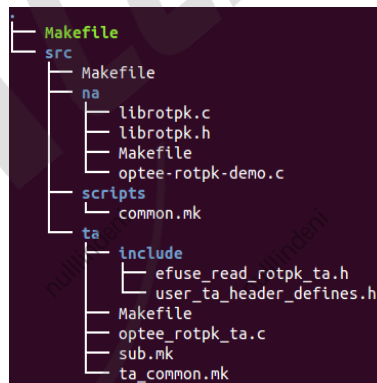 .
├── Makefile
└── src
    ├── Makefile
    ├── na
    │   ├── librotpk.c
    │   ├── librotpk.h
    │   ├── Makefile
    │   └── optee-rotpk-demo.c
    ├── scripts
    │   └── common.mk
    └── ta
        ├── include
        │   ├── efuse_read_rotpk_ta.h
        │   └── user_ta_header_defines.h
        ├── Makefile
        ├── optee_rotpk_ta.c
        ├── sub.mk
        └── ta_common.mk